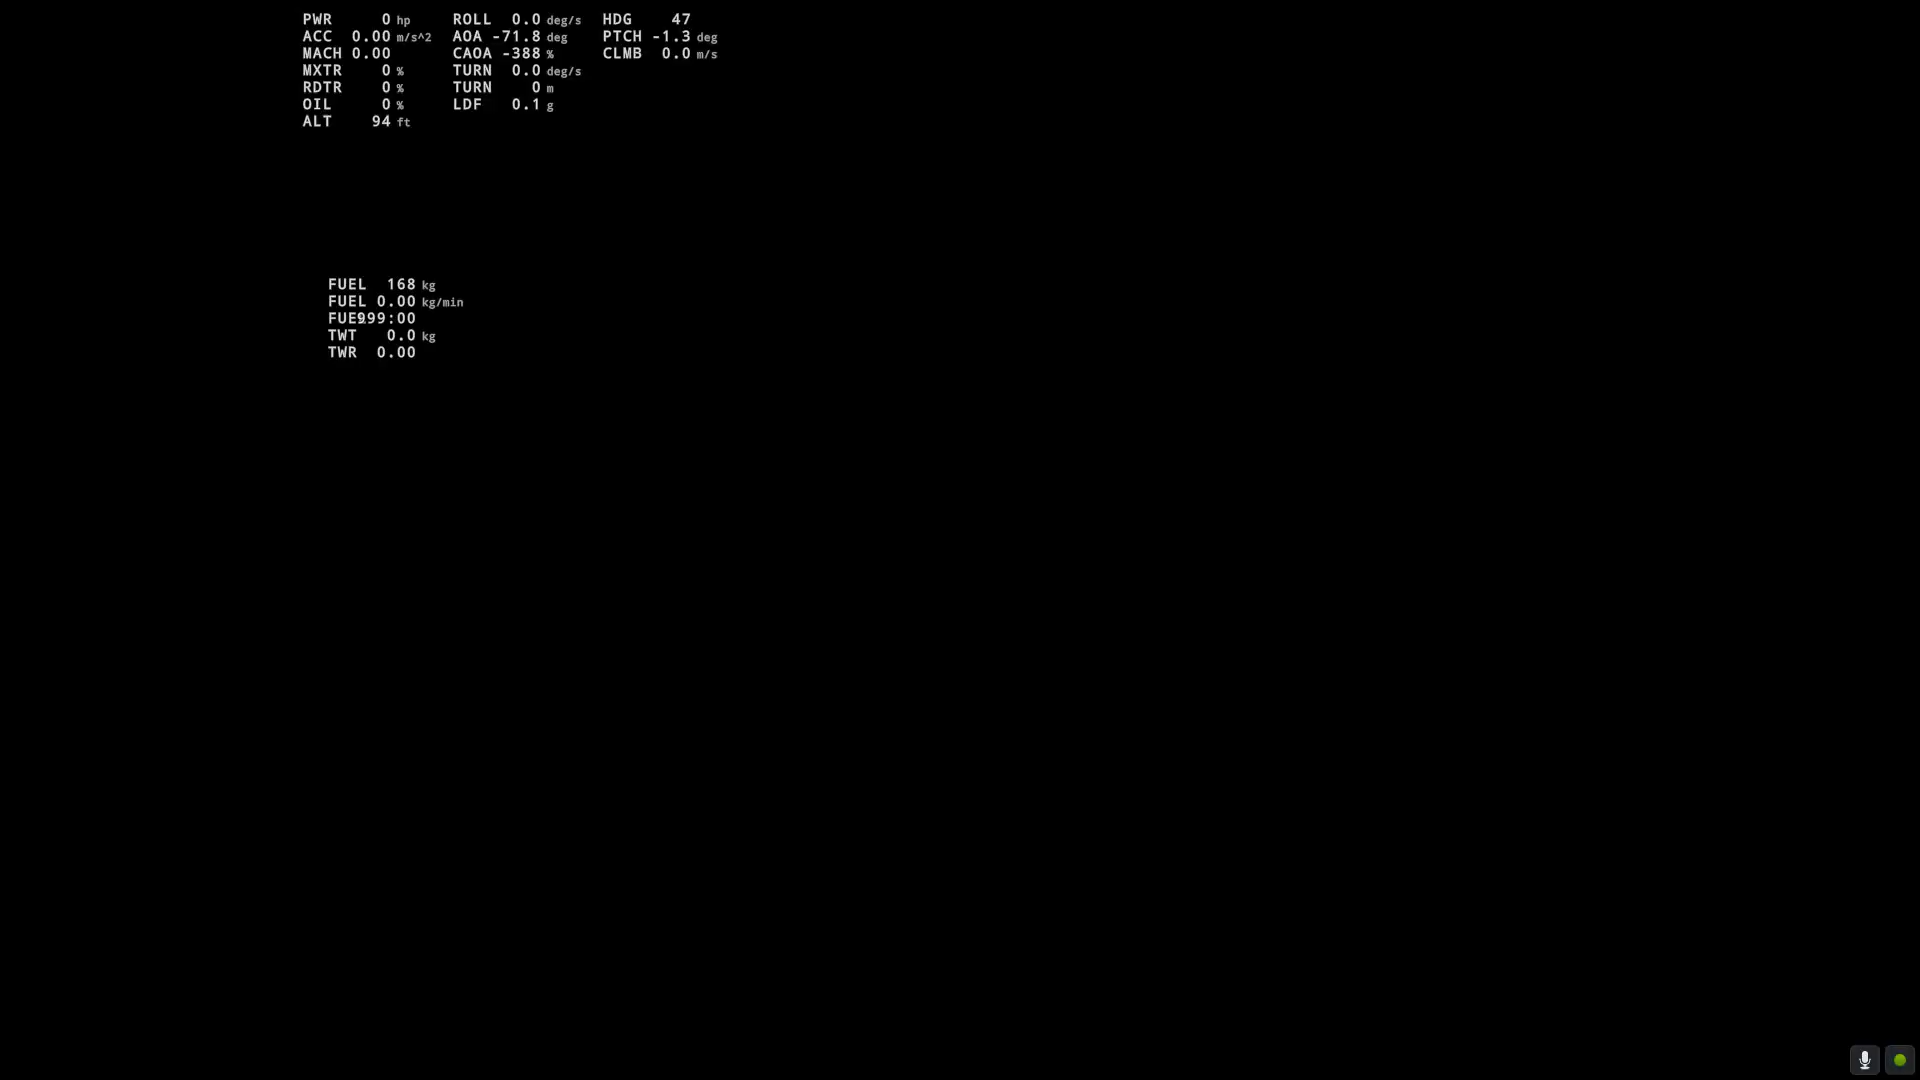 PWR 0 hp ROLL 0.0 deg/s HDG 47
ACC 0.00 m/s^2 AOA -71.8 deg PTCH -1.3 deg
MACH 0.00 CAOA -388 % CLMB 0.0 m/s
MXTR 0 % TURN 0.0 deg/s
RDTR 0 % TURN 0 m
OIL 0 % LDF 0.1 g
ALT 94 ft
FUEL 168 kg
FUEL 0.00 kg/min
FUE999:00
TWT 0.0 kg
TWR 0.00